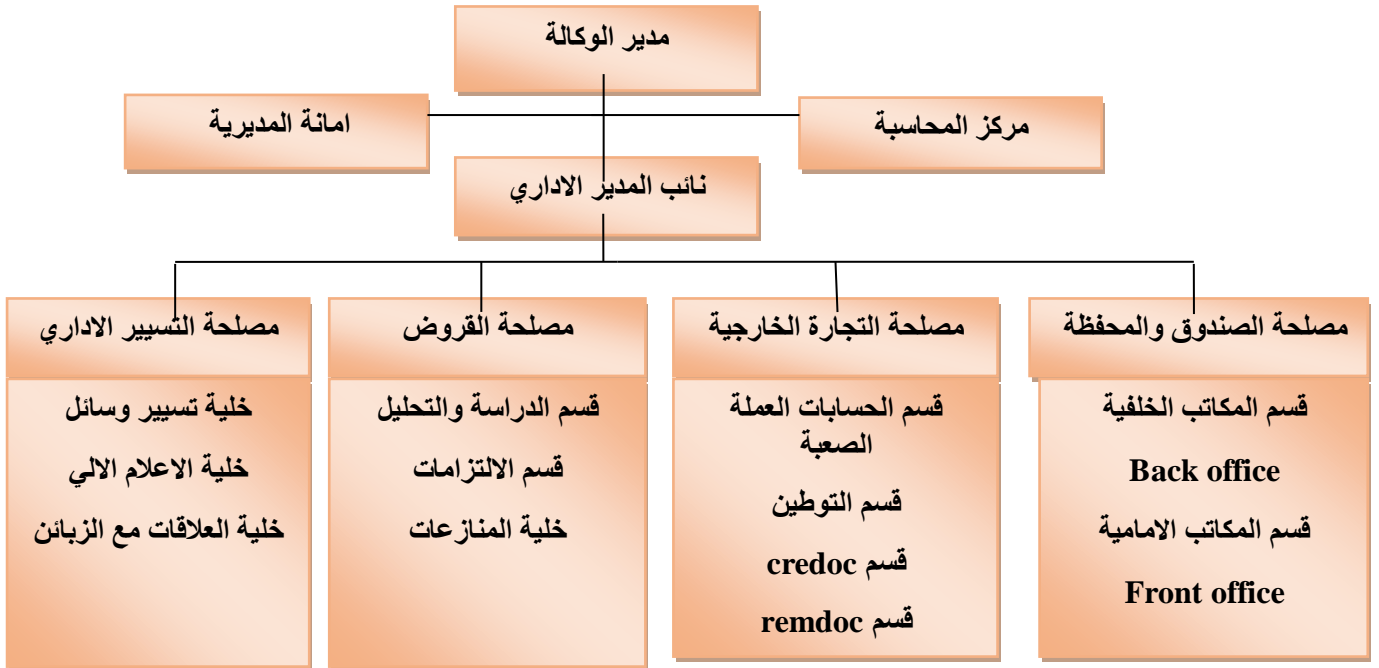 مدير الوكالة
مركز المحاسبة
امانة المديرية
نائب المدير الاداري
مصلحة الصندوق والمحفظة
قسم المكاتب الخلفية
Back office
قسم المكاتب الامامية
Front office
مصلحة التجارة الخارجية
قسم الحسابات العملة
الصعبة
قسم التوطين
قسم credoc
قسم remdoc
مصلحة القروض
قسم الدراسة والتحليل
قسم الالتزامات
خلية المنازعات
مصلحة التسيير الاداري
خلية تسيير وسائل
خلية الاعلام الالي
خلية العلاقات مع الزبائن